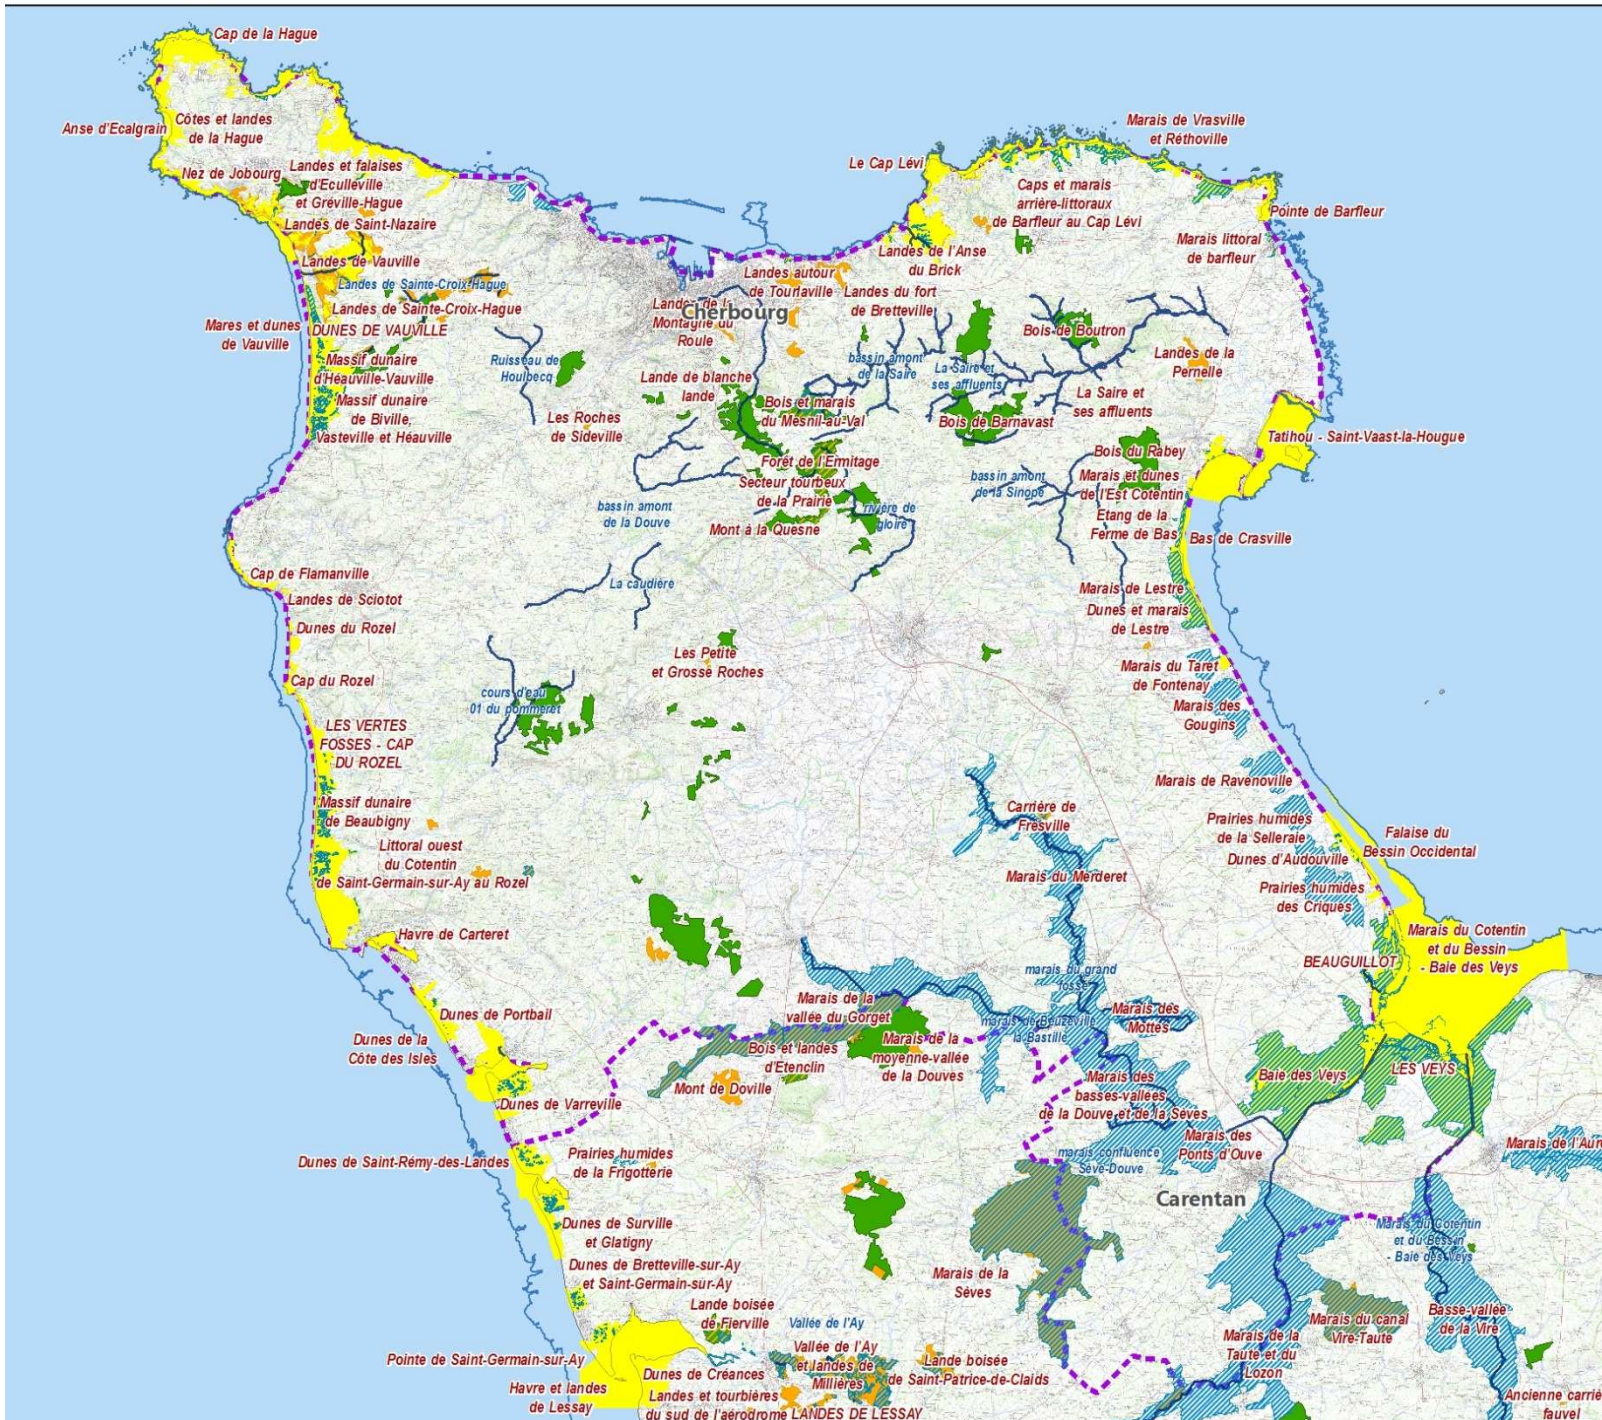 Cap de la Hague
Anse d'Ecalgrain
Côtes et landes
de la Hague
Nez de Jobourg
Landes et falaises
d'Eculleville
et Gréville-Hague
Landes de Saint-Nazaire
Landes de Vauville
Landes de Sainte-Croix-Hague
Landes de Sainte-Croix-Hague
Mares et dunes
de Vauville
DUNES DE VAUVILLE
Massif dunaire
d'Héauville-Vauville
Massif dunaire
de Biville,
Vasteville et Héauville
Ruisseau de
Houlbecq
Les Roches
de Sideville
Marais de Vrasville
et Réthoville
Le Cap Lévi
Caps et marais
arrière-littoraux
de Barfleur au Cap Lévi
Pointe de Barfleur
Marais littoral
de barfleur
Landes de l'Anse
du Brick
Landes autour
de Tourlaville
Landes du fort
de Bretteville
Landes de la
Montagne du
Roule
Cherbourg
Bois de Boutron
bassin amont
de la Saire
La Saire et
ses affluents
Landes de la
Pernelle
Lande de blanche
lande
Bois et marais
du Mesnil-au-Val
La Saire et
ses affluents
Bois de Barnavast
Tatihou - Saint-Vaast-la-Hougue
Forêt de l'Ermitage
Secteur tourbeux
de la Prairie
Bois du Rabey
bassin amont
de la Sinope
Marais et dunes
de l'Est Cotentin
Etang de la
Ferme de Bas
Bas de Crasville
bassin amont
de la Douve
Mont à la Quesne
rivière de
gloire
Cap de Flamanville
La caudière
Landes de Sciotot
Marais de Lestre
Dunes et marais
de Lestre
Dunes du Rozel
Les Petite
et Grosse Roches
Marais du Taret
de Fontenay
Cap du Rozel
cours d'eau
01 du pommeret
Marais des
Gougins
LES VERTES
FOSSES - CAP
DU ROZEL
Marais de Ravenoville
Massif dunaire
de Beaubigny
Carrière de
Fresville
Prairies humides
de la Selleraie
Falaise du
Bessin Occidental
Littoral ouest
du Cotentin
de Saint-Germain-sur-Ay au Rozel
Dunes d'Audouville
Marais du Merderet
Prairies humides
des Criques
Havre de Carteret
Marais du Cotentin
et du Bessin
- Baie des Veys
BEAUGUILLOT
marais du grand
fossé
Marais de la
vallée du Gorget
Marais des
Mottes
Dunes de Portbail
marais de Beuzeville
la Bastille
Dunes de la
Côte des Isles
Bois et landes
d'Etenclin
Marais de la
moyenne-vallée
de la Douves
Mont de Doville
Marais des
basses-vallées
de la Douve et de la Sèves
Baie des Veys
LES VEYS
Dunes de Varreville
Marais des
Ponts d'Ouve
Marais de l'Aure
Dunes de Saint-Rémy-des-Landes
Prairies humides
de la Frigotterie
marais confluence
Sève-Douve
Carentan
Dunes de Surville
et Glatigny
Marais du Cotentin
et du Bessin
- Baie des Veys
Dunes de Bretteville-sur-Ay
et Saint-Germain-sur-Ay
Marais de la
Sèves
Lande boisée
de Fierville
Vallée de l'Ay
Marais du canal
Vire-Taute
Basse-vallée
de la Vire
Pointe de Saint-Germain-sur-Ay
Vallée de l'Ay
et landes de
Millières
Lande boisée
de Saint-Patrice-de-Claids
Marais de la
Taute et du
Lozon
Dunes de Créances
Havre et landes
de Lessay
Landes et tourbières
du sud de l'aérodrome
LANDES DE LESSAY
Ancienne carriè
fauvel